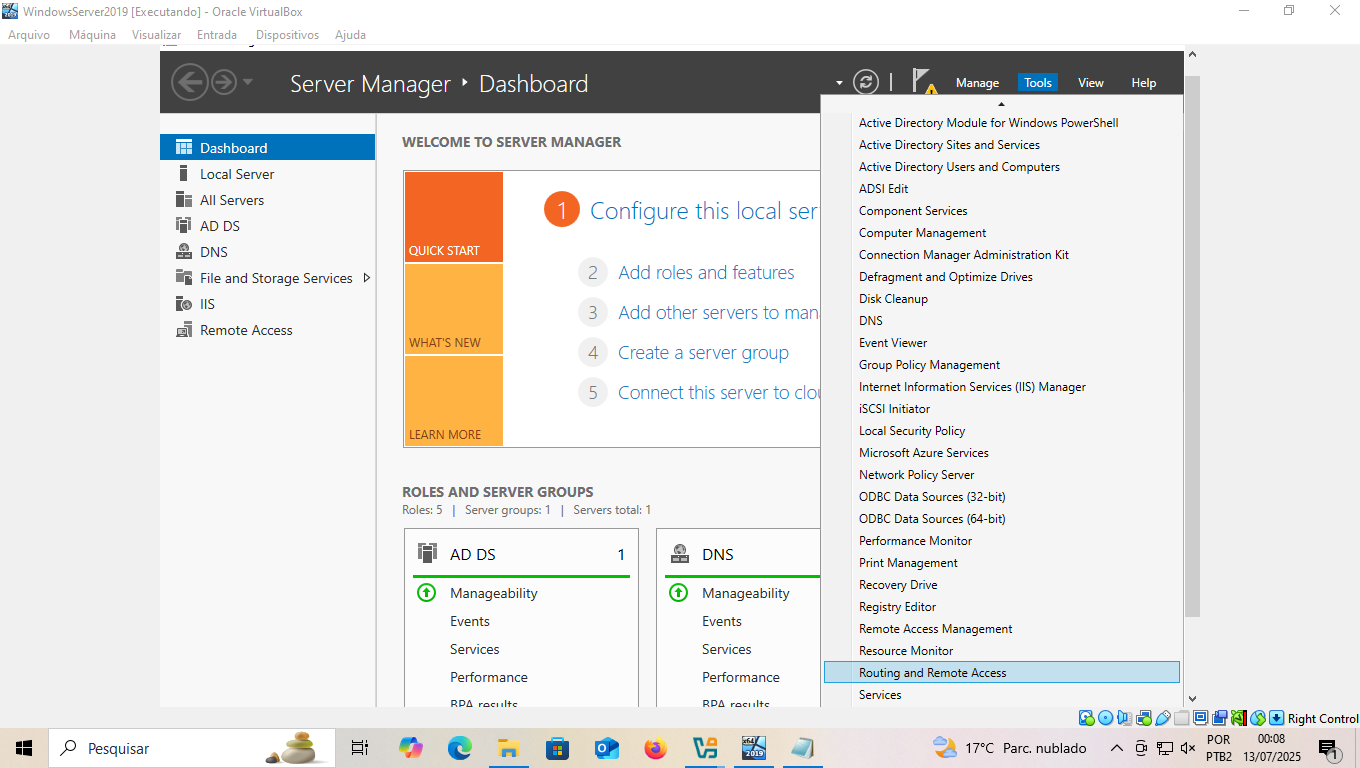 WindowsServer2019 [Executando] - Oracle VirtualBox
Arquivo Máquina Visualizar Entrada Dispositivos Ajuda
Server Manager Dashboard
Manage Tools View Help
Dashboard
Local Server
All Servers
AD DS
DNS
File and Storage Services
IIS
Remote Access
WELCOME TO SERVER MANAGER
QUICK START
WHAT'S NEW
LEARN MORE
1 Configure this local ser
2 Add roles and features
3 Add other servers to man
4 Create a server group
5 Connect this server to clou
ROLES AND SERVER GROUPS
Roles: 5 | Server groups: 1 | Servers total: 1
AD DS 1
Manageability
Events
Services
Performance
BPA results
DNS
Manageability
Events
Services
Performance
BPA results
Active Directory Module for Windows PowerShell
Active Directory Sites and Services
Active Directory Users and Computers
ADSI Edit
Component Services
Computer Management
Connection Manager Administration Kit
Defragment and Optimize Drives
Disk Cleanup
DNS
Event Viewer
Group Policy Management
Internet Information Services (IIS) Manager
iSCSI Initiator
Local Security Policy
Microsoft Azure Services
Network Policy Server
ODBC Data Sources (32-bit)
ODBC Data Sources (64-bit)
Performance Monitor
Print Management
Recovery Drive
Registry Editor
Remote Access Management
Resource Monitor
Routing and Remote Access
Services
Right Control
Pesquisar
x64
2019
17°C Parc. nublado
POR
PTB2
00:08
13/07/2025
1